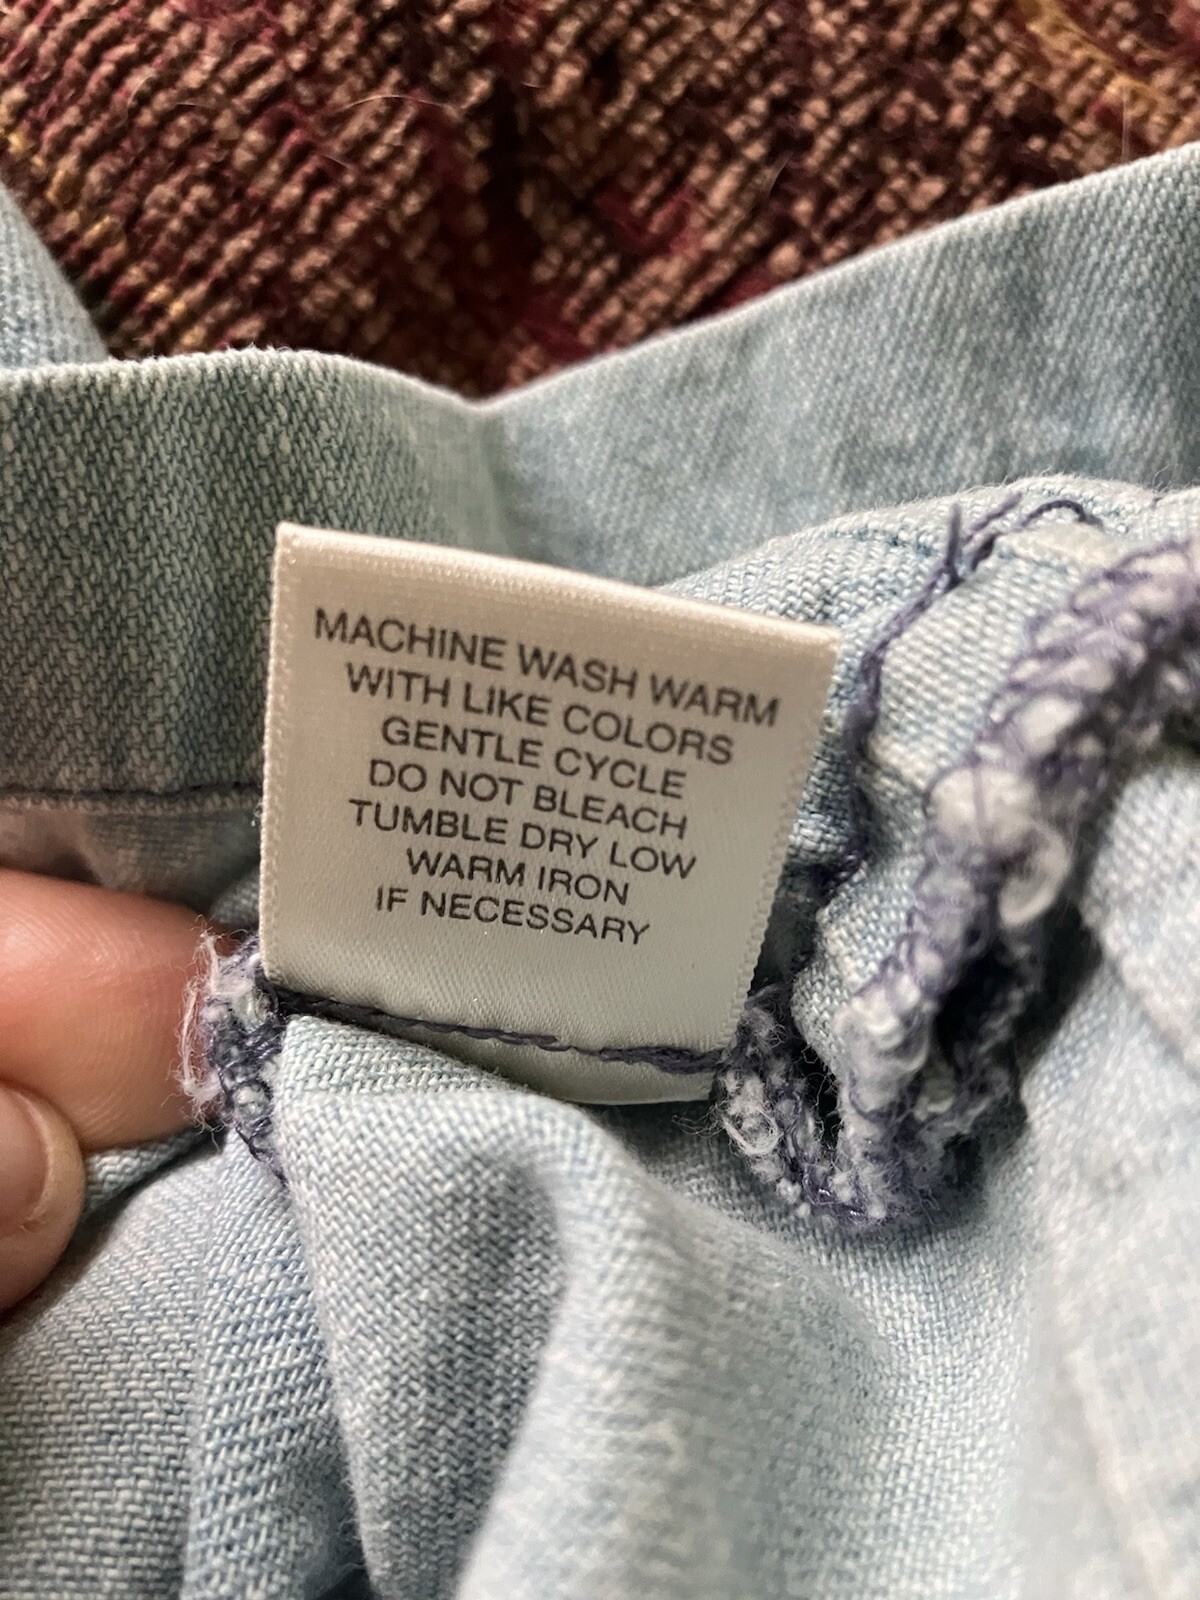 MACHINE WASH WARM
WITH LIKE COLORS
GENTLE CYCLE
DO NOT BLEACH
TUMBLE DRY LOW
WARM IRON
IF NECESSARY